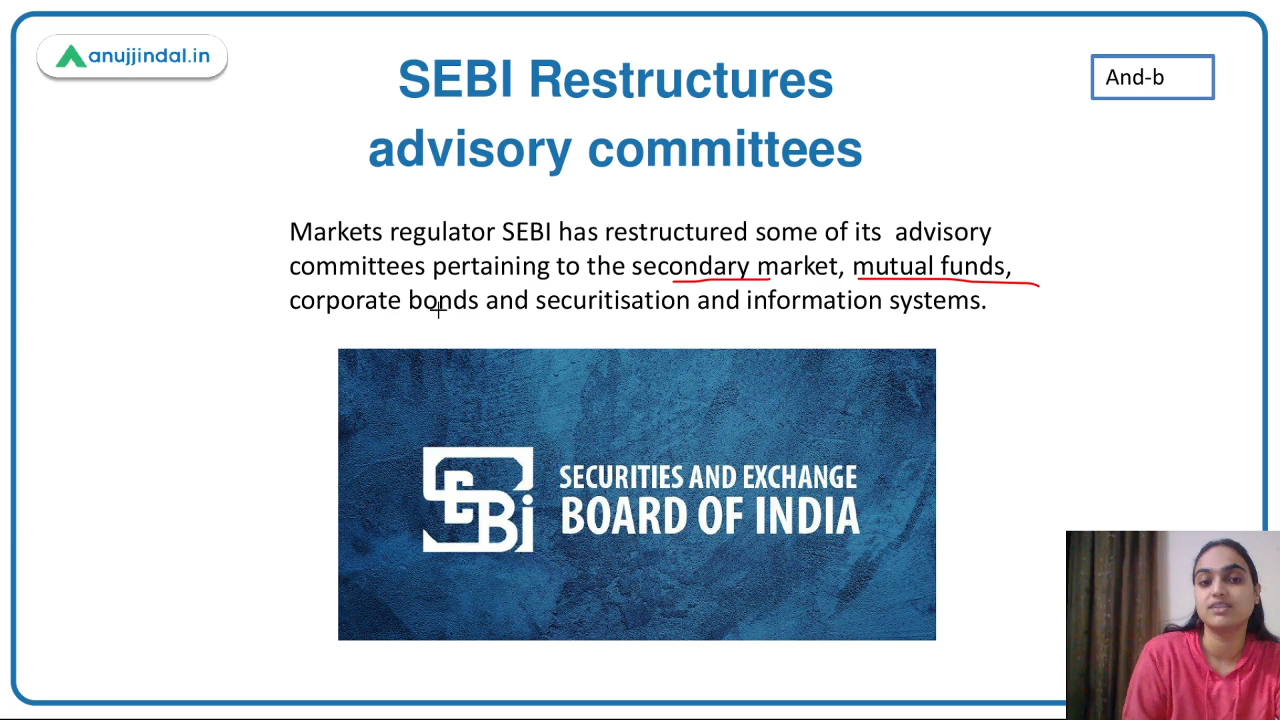 anujjindal.in
SEBI Restructures
advisory committees
And-b
Markets regulator SEBI has restructured some of its advisory
committees pertaining to the secondary market, mutual funds,
corporate bonds and securitisation and information systems.
SEBI
SECURITIES AND EXCHANGE
BOARD OF INDIA